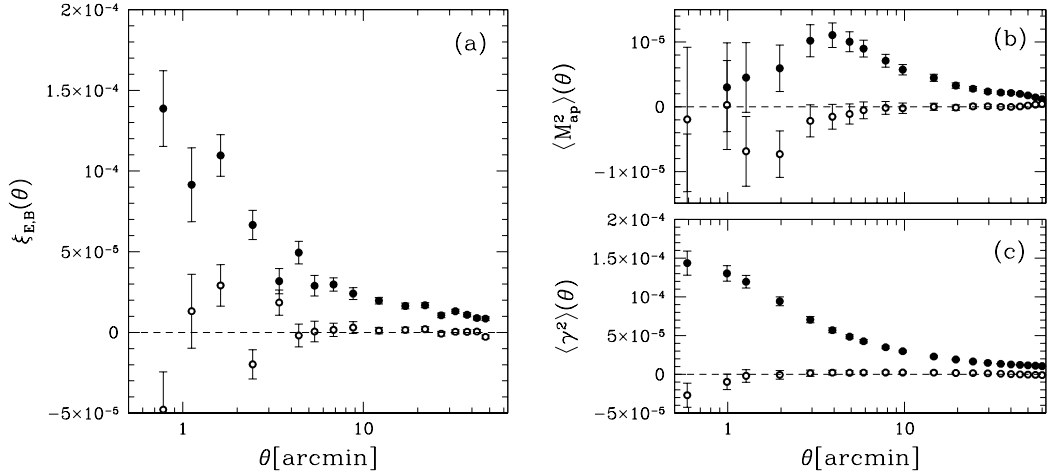 (a)
2×10⁻⁴
1.5×10⁻⁴
10⁻⁴
5×10⁻⁵
0
−5×10⁻⁵
ξE,B(θ)
1
10
θ[arcmin]
(b)
10⁻⁵
0
−1×10⁻⁵
⟨M²ap⟩(θ)
(c)
2×10⁻⁴
1.5×10⁻⁴
10⁻⁴
5×10⁻⁵
0
−5×10⁻⁵
⟨γ²⟩(θ)
1
10
θ[arcmin]